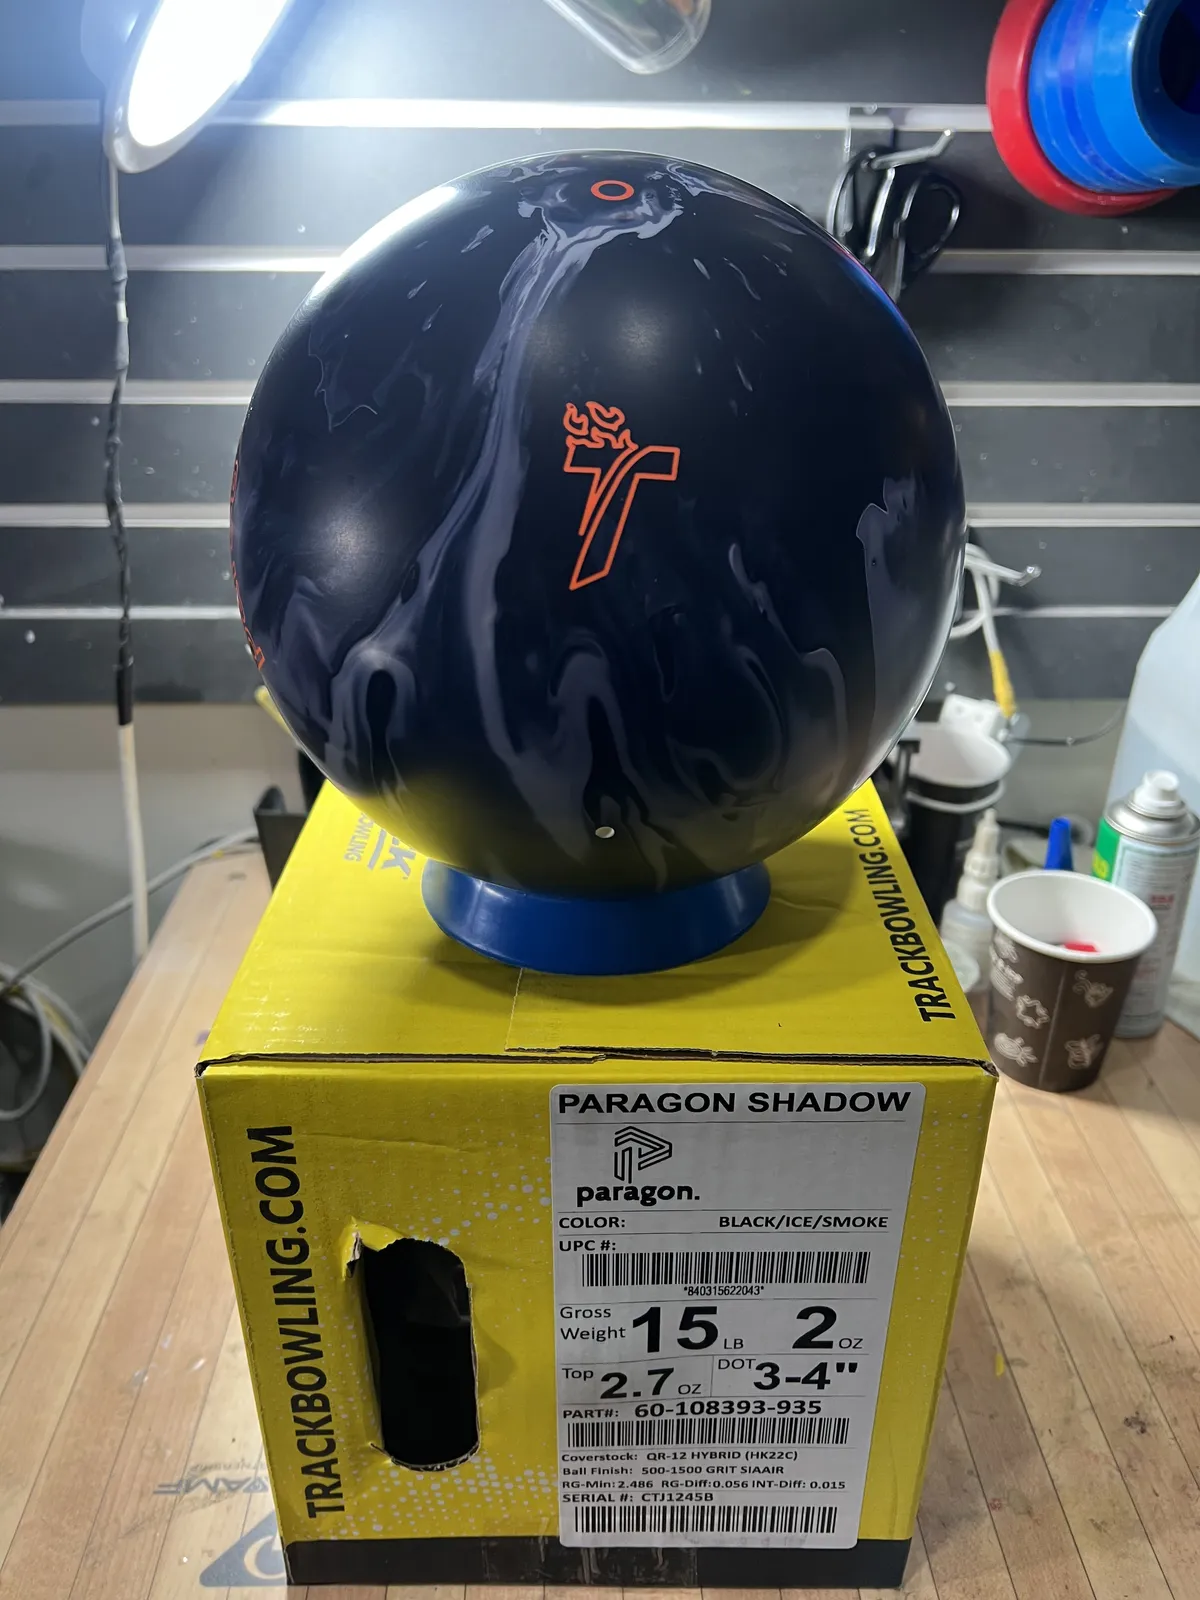 TRACKBOWLING.COM
PARAGON SHADOW
paragon.
COLOR: BLACK/ICE/SMOKE
UPC #:
*840315622043*
Gross Weight 15 LB 2 OZ
Top 2.7 OZ DOT 3-4"
PART#: 60-108393-935
Coverstock: QR-12 HYBRID (HK22C)
Ball Finish: 500-1500 GRIT SIAAIR
RG-Min: 2.486 RG-Diff:0.056 INT-Diff: 0.015
SERIAL #: CTJ1245B
TRACKBOWLING.COM